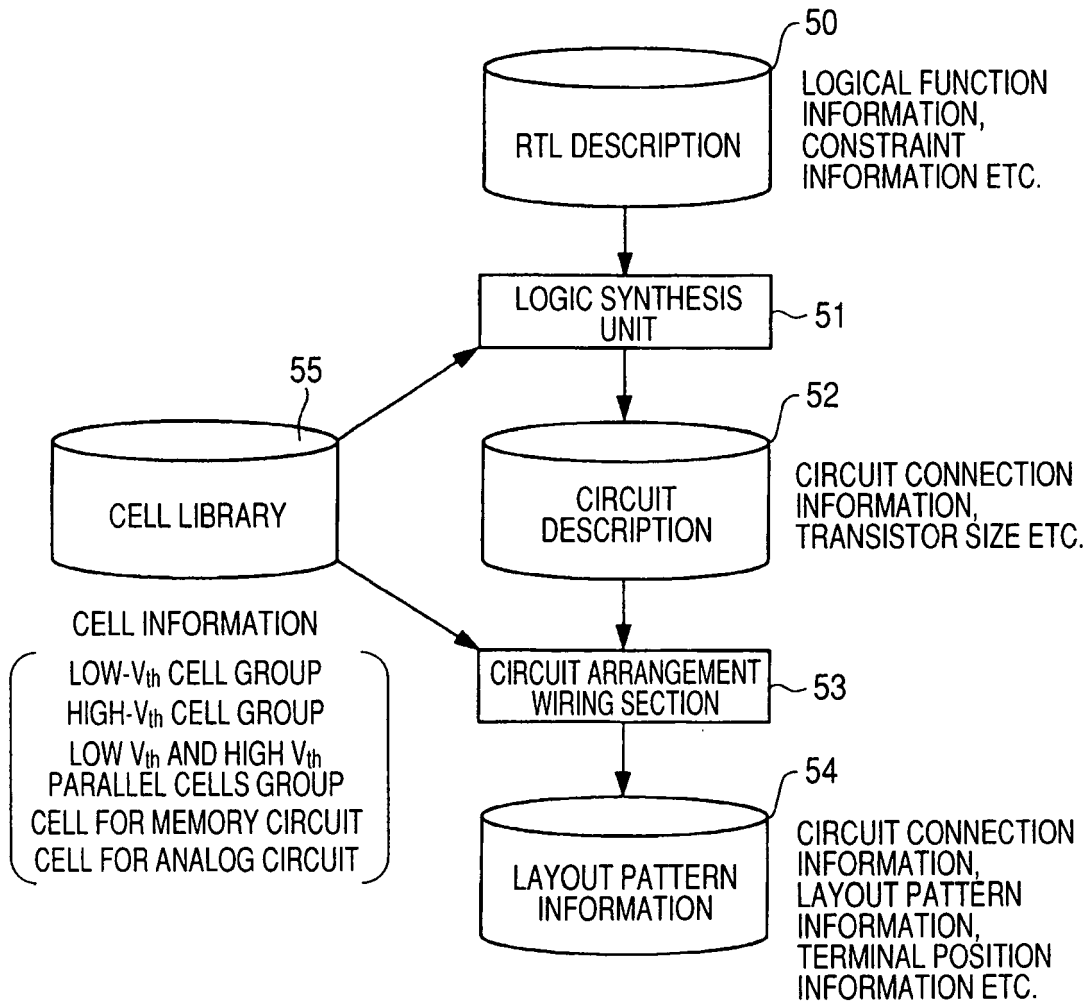 50
RTL DESCRIPTION
LOGICAL FUNCTION
INFORMATION,
CONSTRAINT
INFORMATION ETC.
LOGIC SYNTHESIS
UNIT
51
55
CELL LIBRARY
52
CIRCUIT
DESCRIPTION
CIRCUIT CONNECTION
INFORMATION,
TRANSISTOR SIZE ETC.
CELL INFORMATION
LOW-Vth CELL GROUP
HIGH-Vth CELL GROUP
LOW Vth AND HIGH Vth
PARALLEL CELLS GROUP
CELL FOR MEMORY CIRCUIT
CELL FOR ANALOG CIRCUIT
CIRCUIT ARRANGEMENT
WIRING SECTION
53
54
LAYOUT PATTERN
INFORMATION
CIRCUIT CONNECTION
INFORMATION,
LAYOUT PATTERN
INFORMATION,
TERMINAL POSITION
INFORMATION ETC.